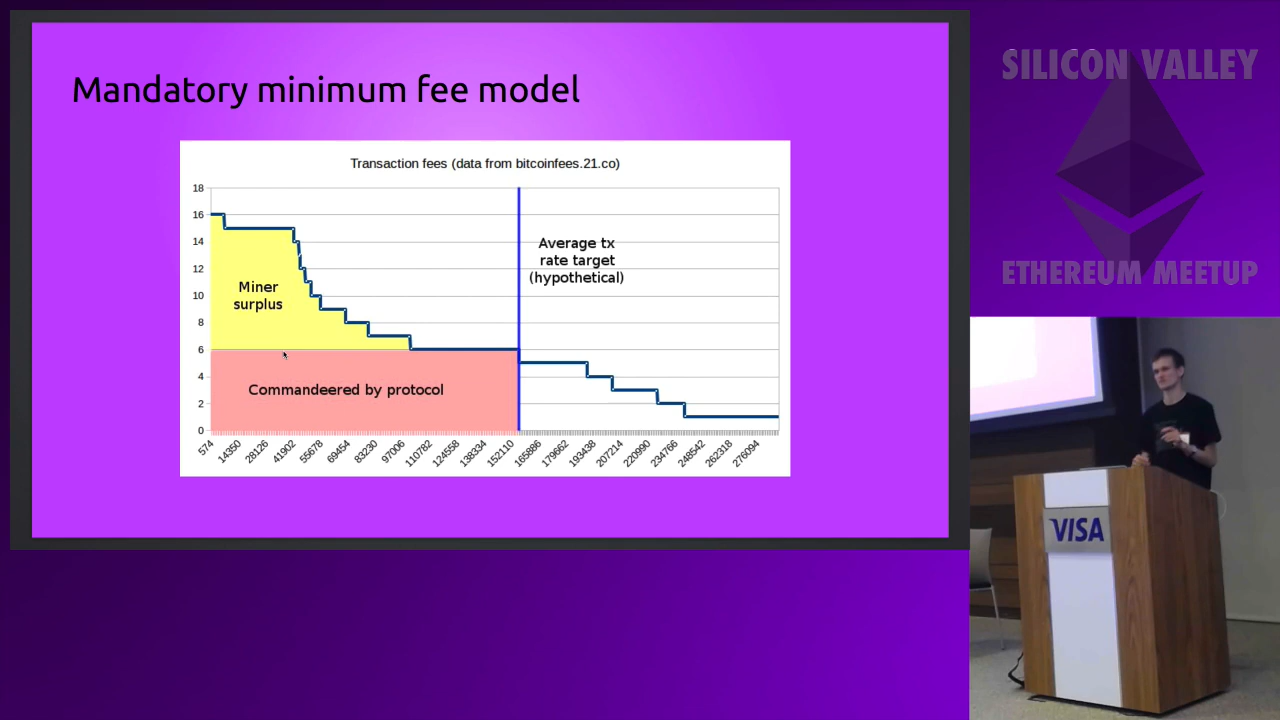 Mandatory minimum fee model
Transaction fees (data from bitcoinfees.21.co)
18
16
14
12
10
8
6
4
2
0
Miner
surplus
Commandeered by protocol
Average tx
rate target
(hypothetical)
574
14350
28126
41902
55678
69454
83230
97006
110782
124558
138334
152110
165886
179662
193438
207214
220990
234766
248542
262318
276094
SILICON VALLEY
ETHEREUM MEETUP
VISA